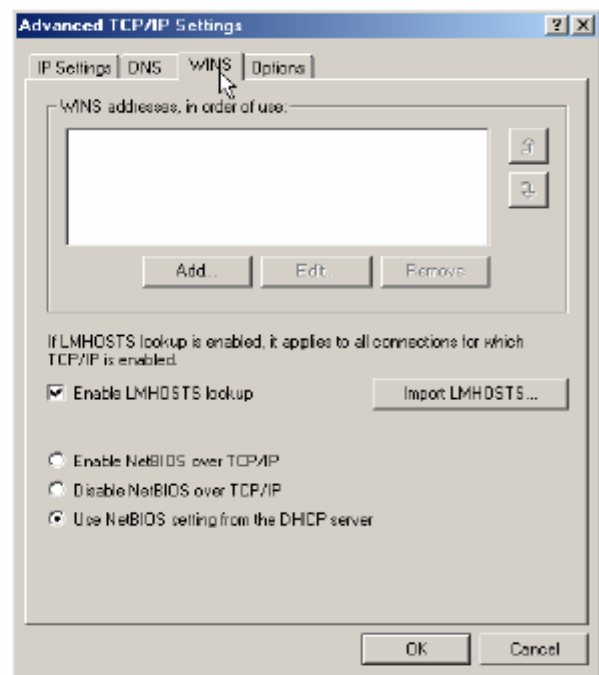 Advanced TCP/IP Settings
IP Settings DNS WINS Options
WINS addresses, in order of use:
Add... Edit... Remove
If LMHOSTS lookup is enabled, it applies to all connections for which
TCP/IP is enabled.
Enable LMHOSTS lookup Import LMHOSTS...
Enable NetBIOS over TCP/IP
Disable NetBIOS over TCP/IP
Use NetBIOS setting from the DHCP server
OK Cancel